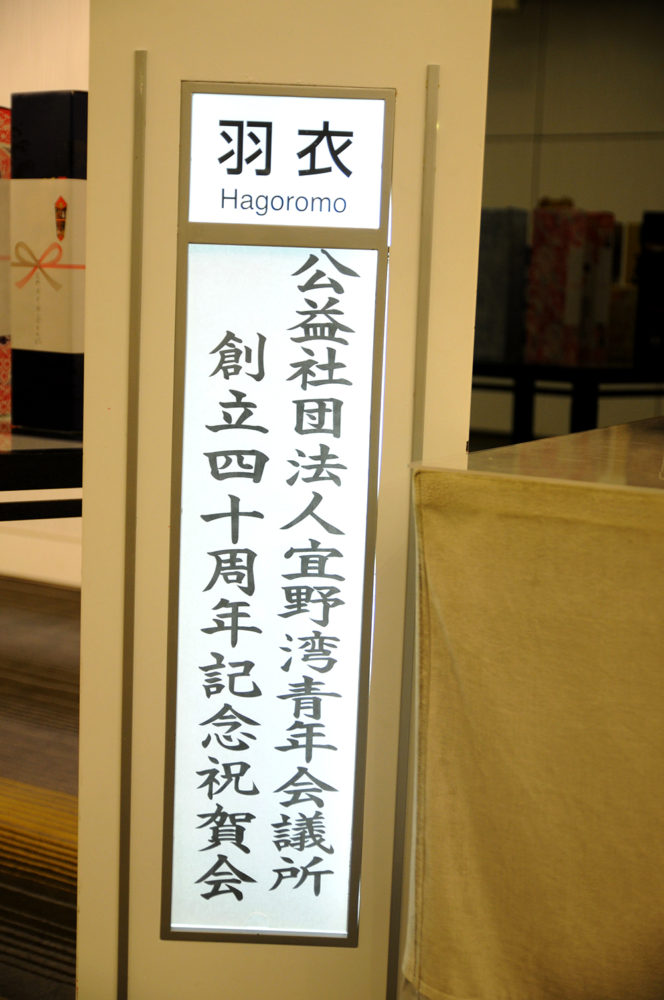 羽衣
Hagoromo
公益社団法人宜野湾青年会議所
創立四十周年記念祝賀会